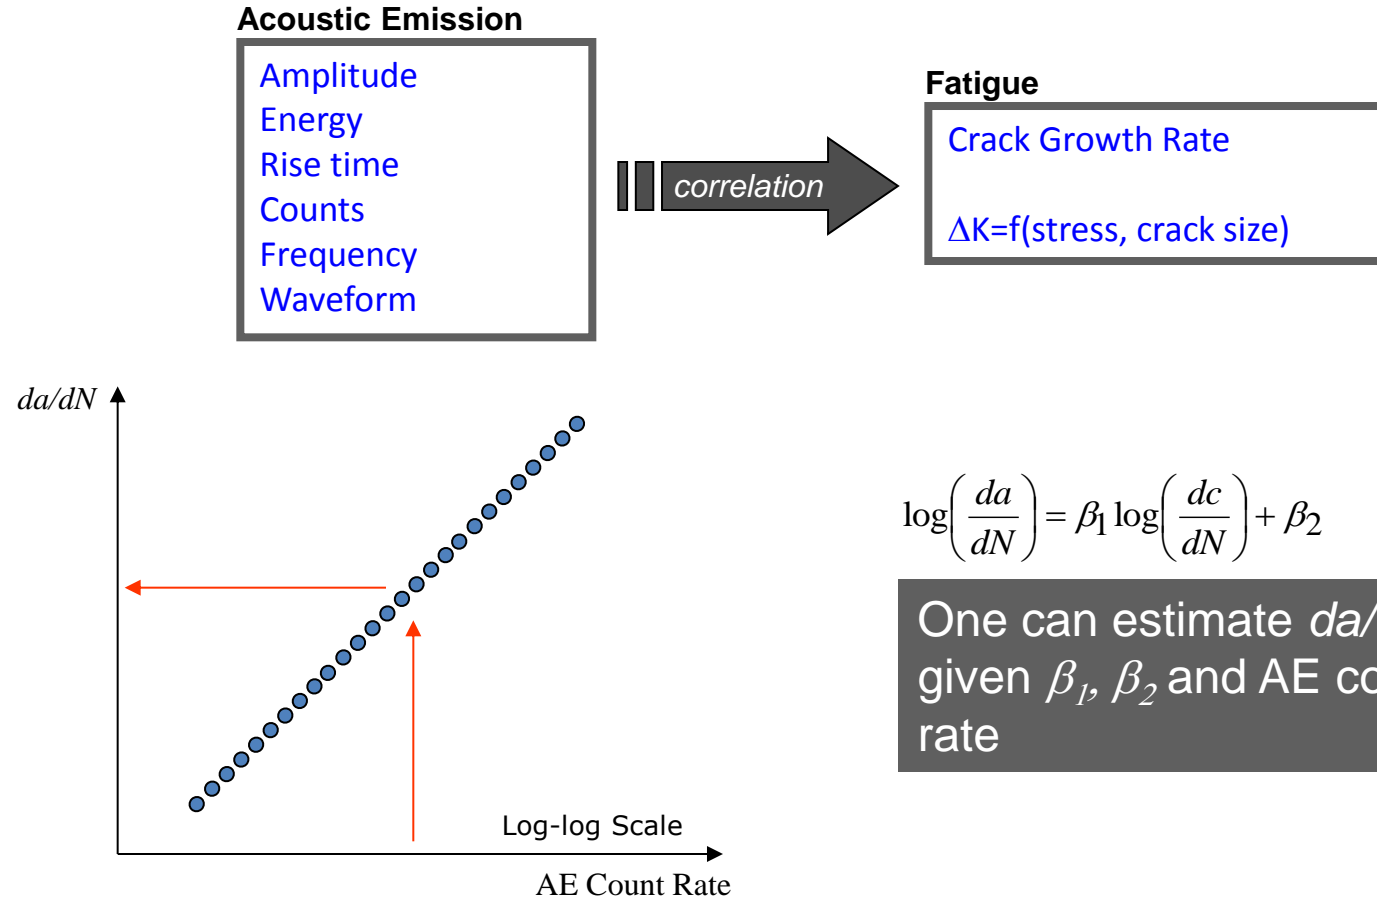 Acoustic Emission
Amplitude
Energy
Rise time
Counts
Frequency
Waveform
correlation
Fatigue
Crack Growth Rate
ΔK=f(stress, crack size)
da/dN
Log-log Scale
AE Count Rate
log(da/dN) = β1 log(dc/dN) + β2
One can estimate da/
given β1, β2 and AE
rate